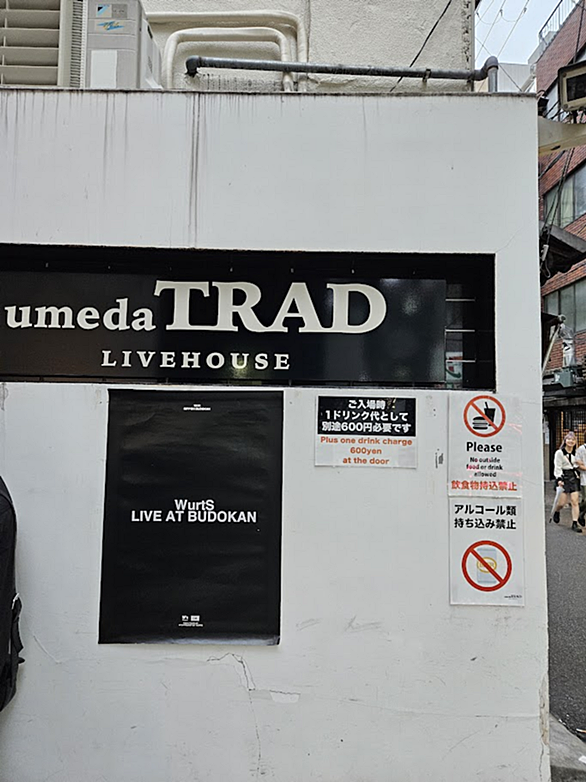 umeda TRAD
LIVEHOUSE
WurtS
LIVE AT BUDOKAN
ご入場時
1ドリンク代として
別途600円必要です
Plus one drink charge
600yen
at the door
Please
No outside
food or drink
allowed
飲食物持込禁止
アルコール類
持ち込み禁止